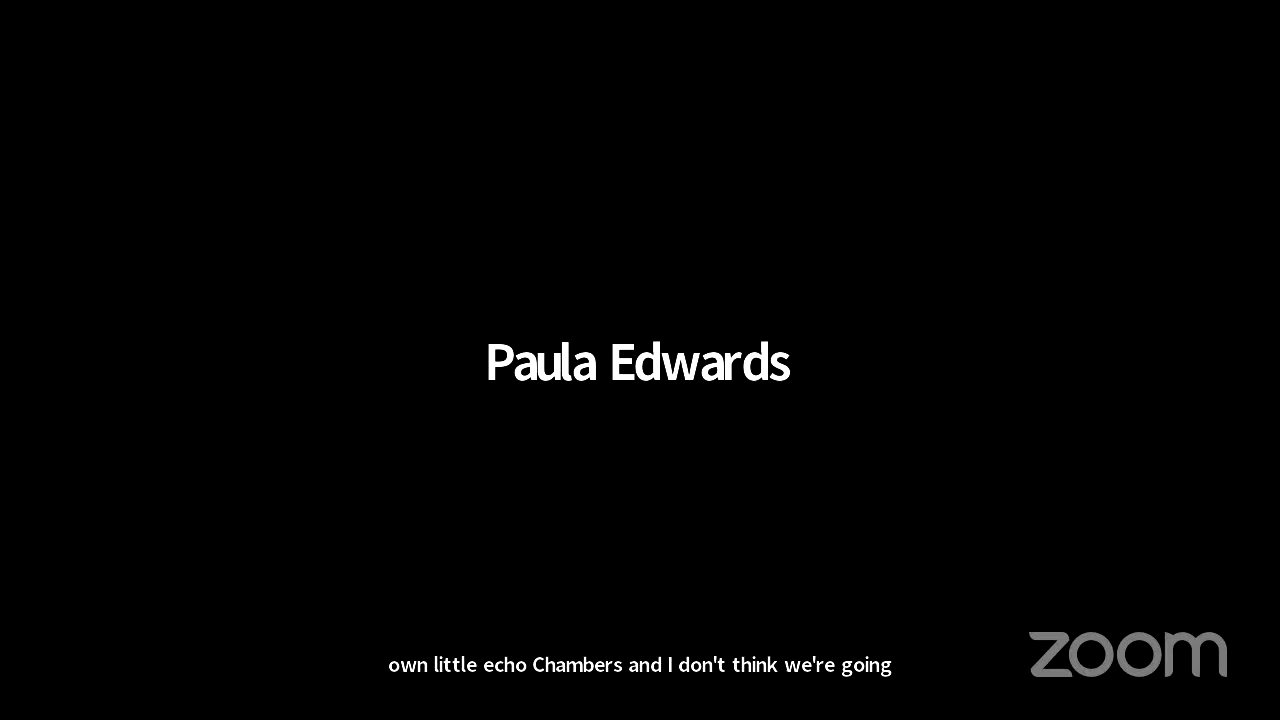 Paula Edwards
own little echo Chambers and I don't think we're going
zoom